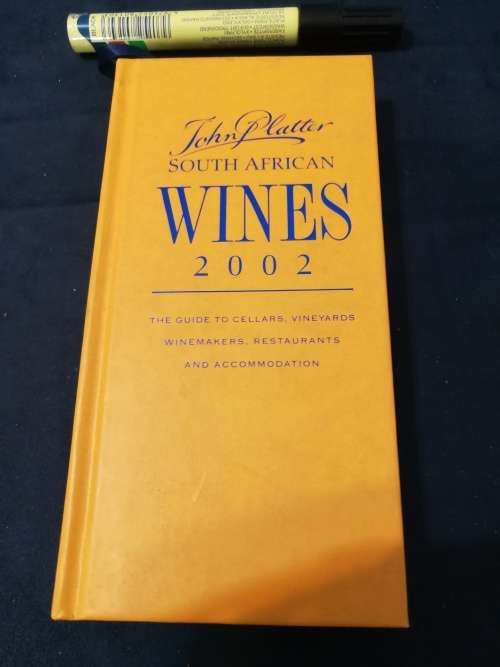 John Platter
SOUTH AFRICAN
WINES
2002
THE GUIDE TO CELLARS, VINEYARDS
WINEMAKERS, RESTAURANTS
AND ACCOMMODATION